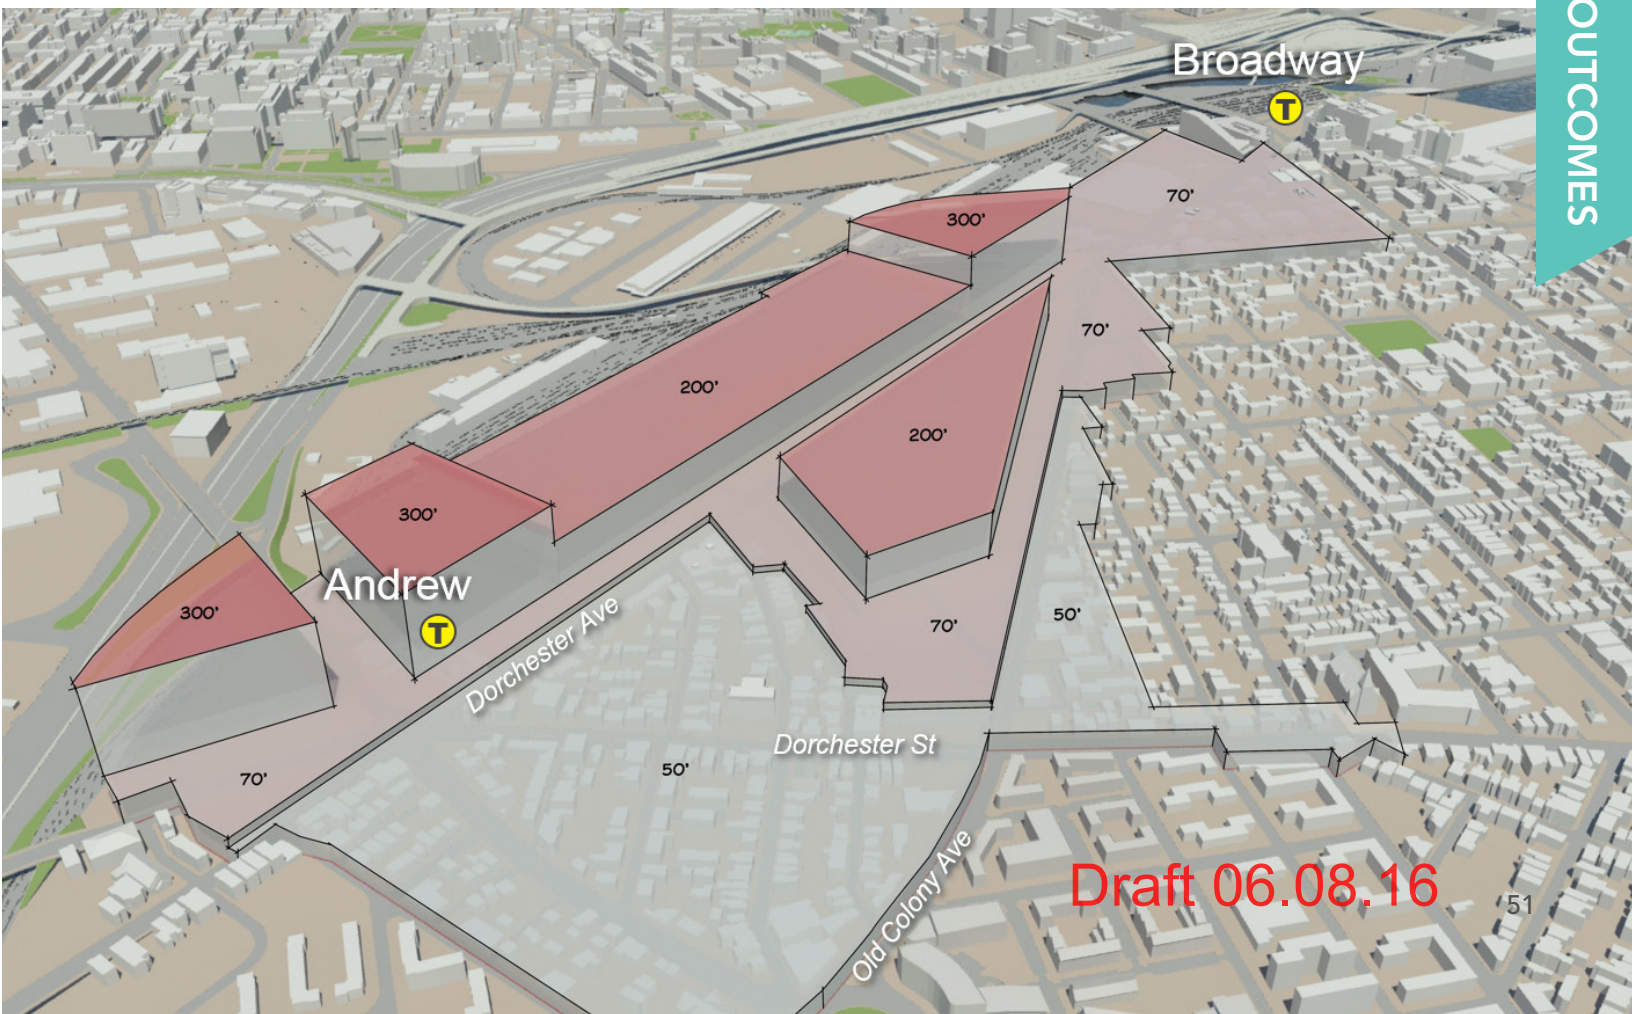 OUTCOMES
Broadway
T
70'
300'
70'
200'
200'
300'
Andrew
T
300'
Dorchester Ave
70'
50'
Dorchester St
50'
70'
Old Colony Ave
Draft 06.08.16
51